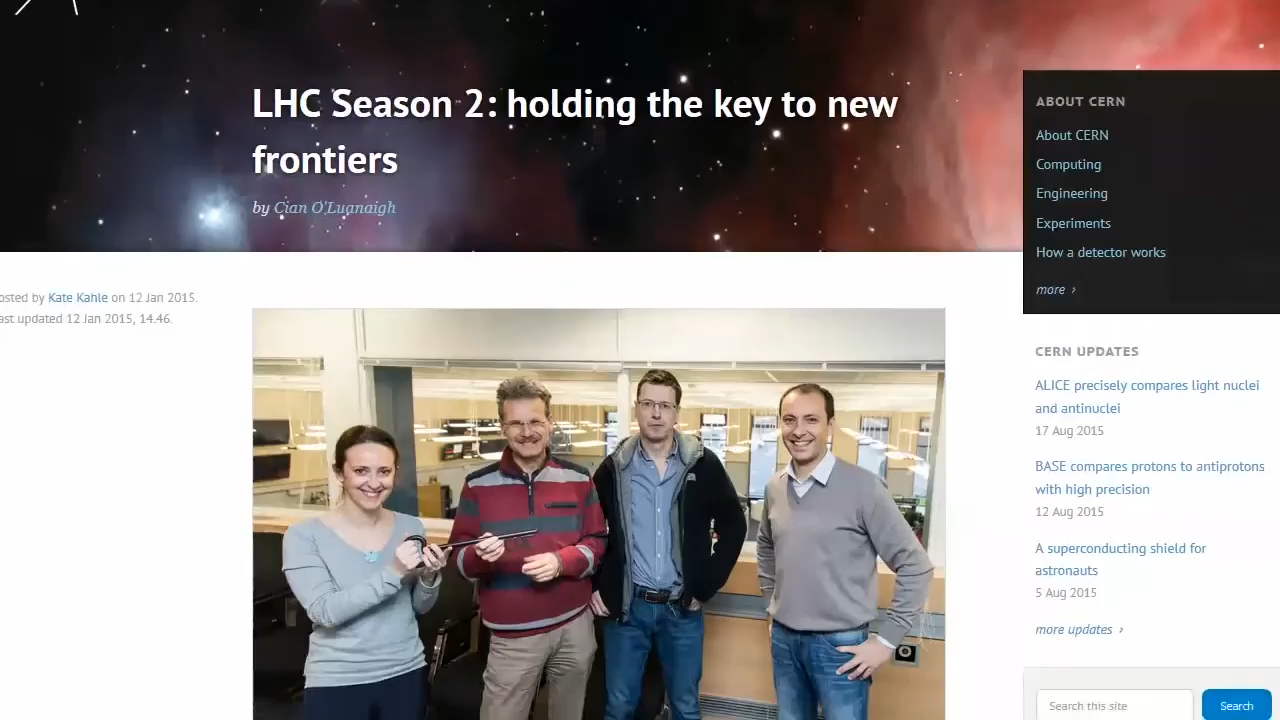 LHC Season 2: holding the key to new
frontiers
by Cian O'Luanaigh
osted by Kate Kahle on 12 Jan 2015.
ast updated 12 Jan 2015, 14.46.
ABOUT CERN
About CERN
Computing
Engineering
Experiments
How a detector works
more ›
CERN UPDATES
ALICE precisely compares light nuclei
and antinuclei
17 Aug 2015
BASE compares protons to antiprotons
with high precision
12 Aug 2015
A superconducting shield for
astronauts
5 Aug 2015
more updates ›
Search this site
Search